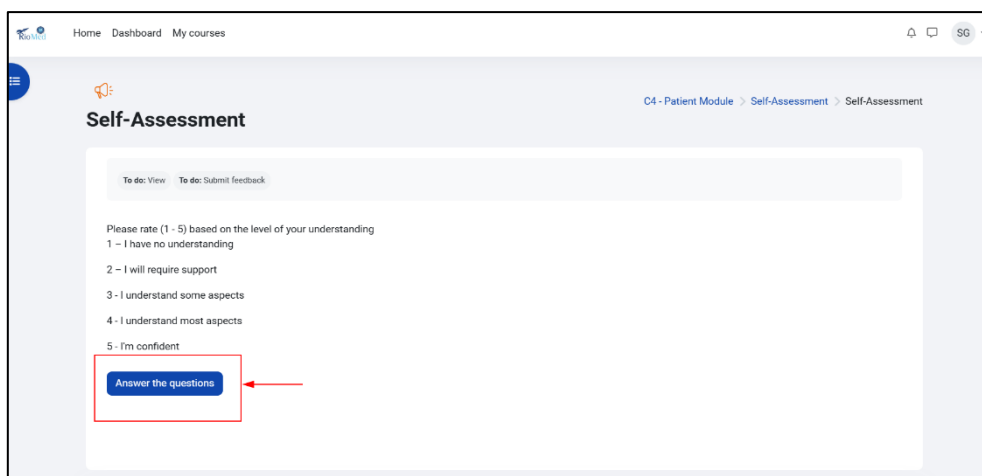 RioMed
Home Dashboard My courses
SG
C4 - Patient Module > Self-Assessment > Self-Assessment
Self-Assessment
To do: View To do: Submit feedback
Please rate (1 - 5) based on the level of your understanding
1 – I have no understanding
2 – I will require support
3 - I understand some aspects
4 - I understand most aspects
5 - I'm confident
Answer the questions